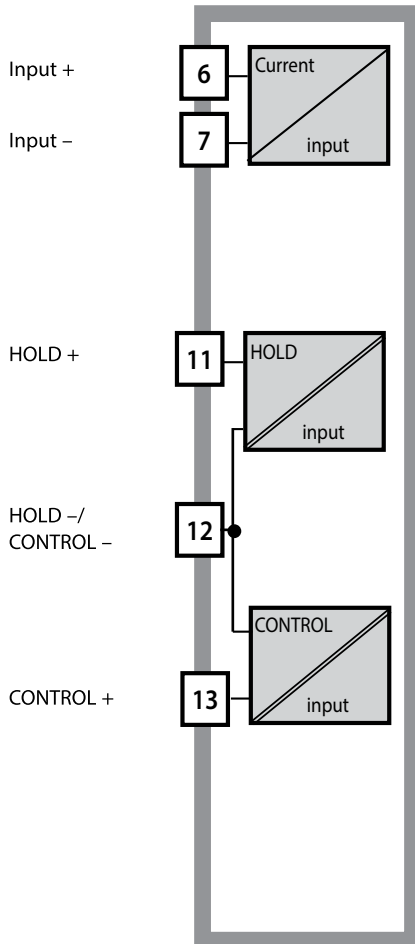 Input +
6
Current
input
Input –
7
HOLD +
11
HOLD
input
HOLD –/
CONTROL –
12
CONTROL
input
CONTROL +
13